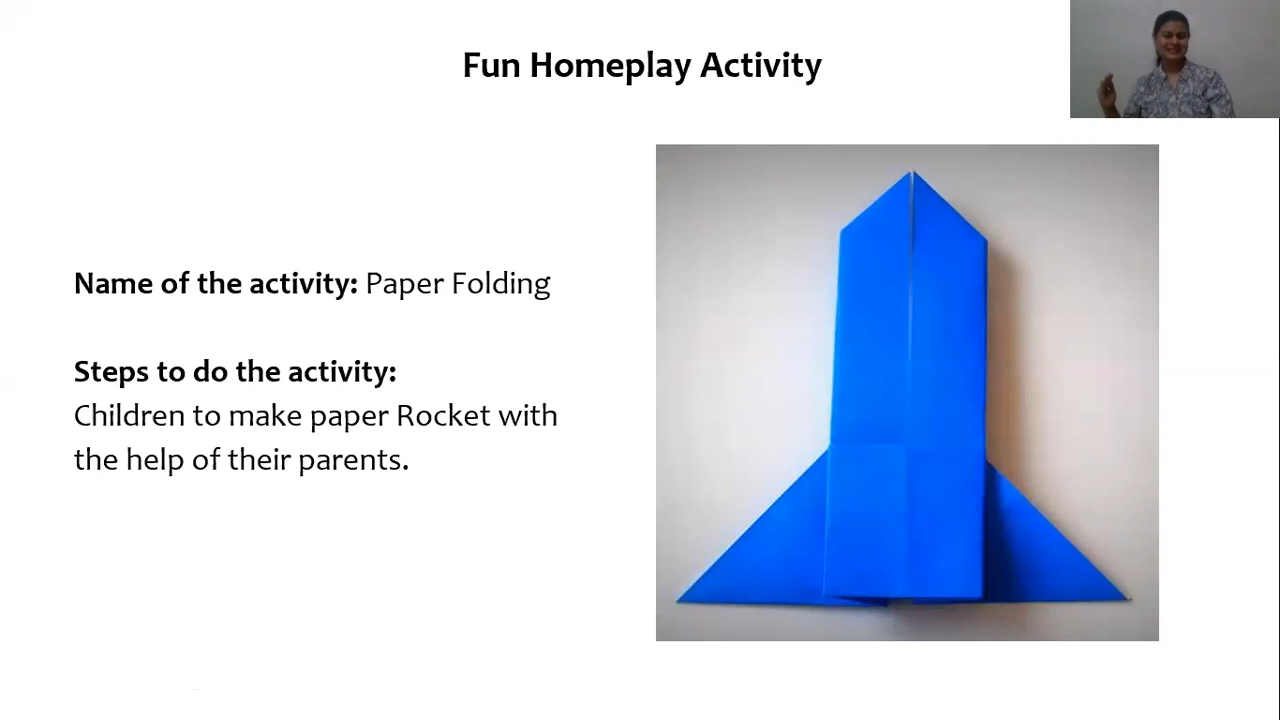 Fun Homeplay Activity
Name of the activity: Paper Folding
Steps to do the activity:
Children to make paper Rocket with
the help of their parents.